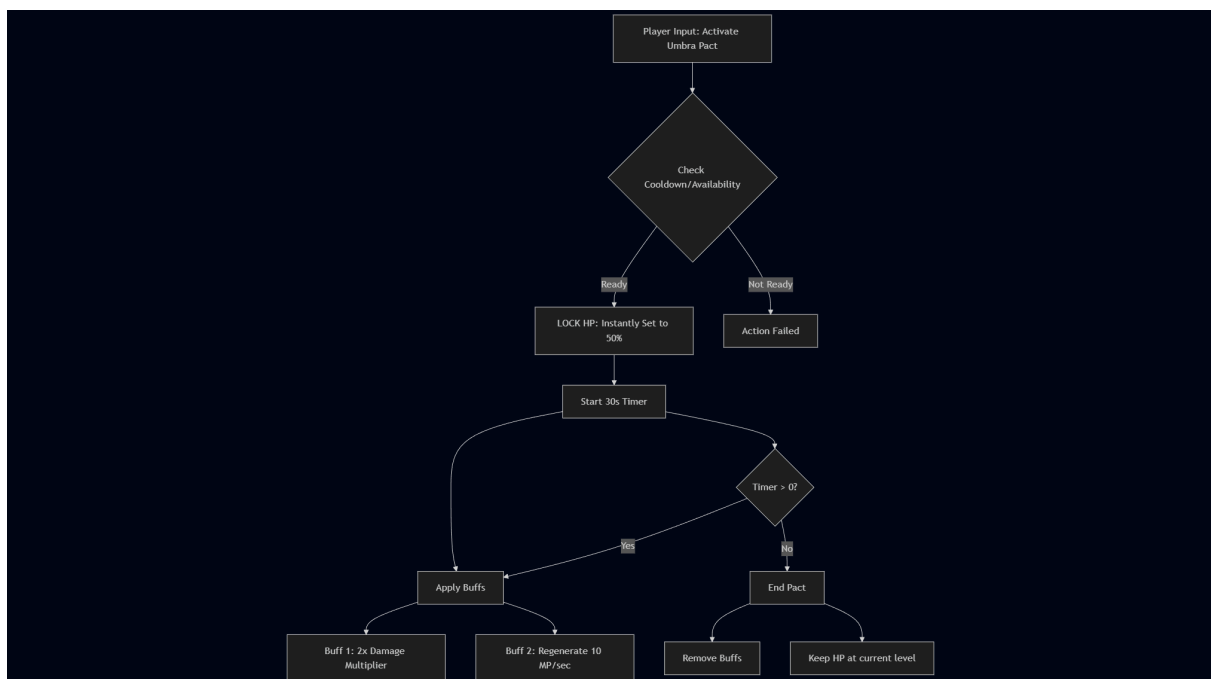 Player Input: Activate
Umbra Pact
Check
Cooldown/Availability
Ready
Not Ready
LOCK HP: Instantly Set to
50%
Action Failed
Start 30s Timer
Timer > 0?
Yes
No
Apply Buffs
End Pact
Buff 1: 2x Damage
Multiplier
Buff 2: Regenerate 10
MP/sec
Remove Buffs
Keep HP at current level